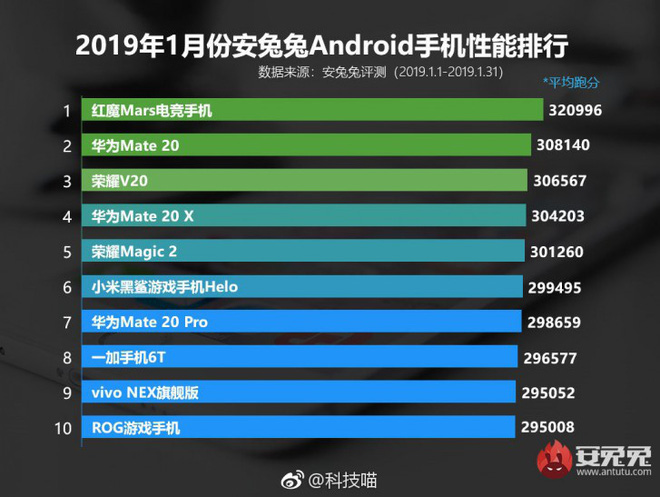 2019年1月份安兔兔Android手机性能排行
数据来源：安兔兔评测（2019.1.1-2019.1.31）
*平均跑分
1 红魔Mars电竞手机 320996
2 华为Mate 20 308140
3 荣耀V20 306567
4 华为Mate 20 X 304203
5 荣耀Magic 2 301260
6 小米黑鲨游戏手机Helo 299495
7 华为Mate 20 Pro 298659
8 一加手机6T 296577
9 vivo NEX旗舰版 295052
10 ROG游戏手机 295008
安兔兔
www.antutu.com
@科技喵